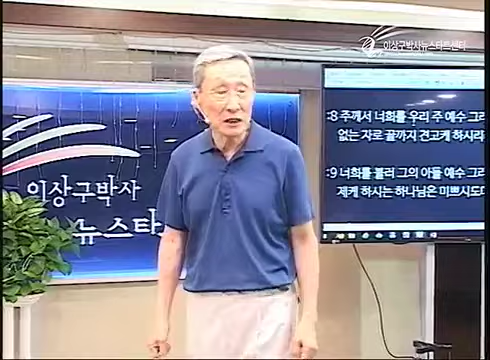 이상구박사뉴스타트센터
:8 주께서 너희를 우리 주 예수 그리
없는 자로 끝까지 견고케 하시리
:9 너희를 불러 그의 아들 예수 그리
제케 하시는 하나님은 미쁘시도다
이상구박사
뉴스타